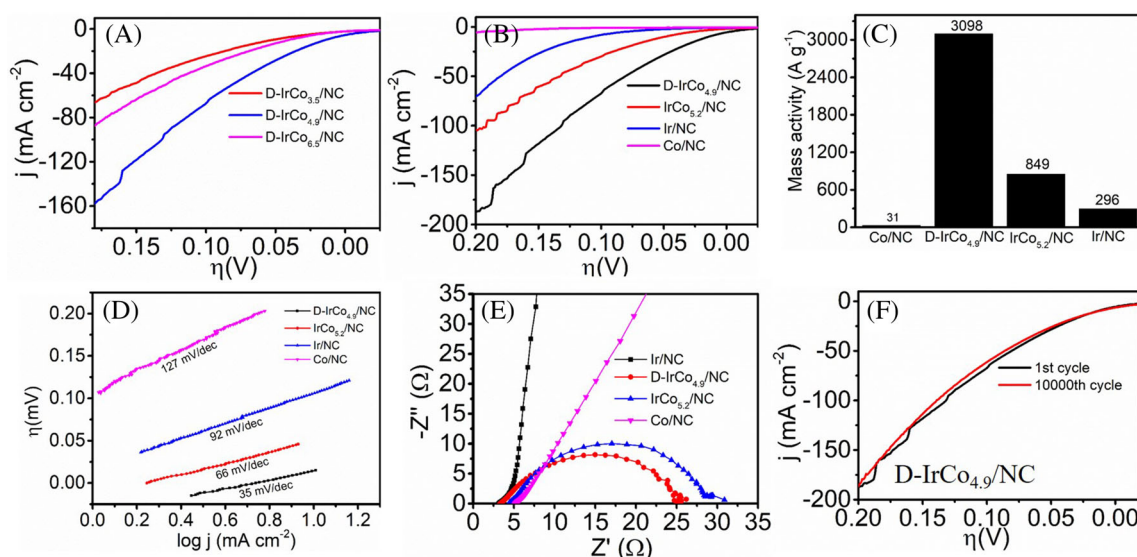 (A)
j (mA cm⁻²)
0
-40
-80
-120
-160
D-IrCo₃.₅/NC
D-IrCo₄.₉/NC
D-IrCo₆.₅/NC
0.15 0.10 0.05 0.00
η(V)
(B)
j (mA cm⁻²)
0
-50
-100
-150
-200
D-IrCo₄.₉/NC
IrCo₅.₂/NC
Ir/NC
Co/NC
0.20 0.15 0.10 0.05 0.00
η(V)
(C)
Mass activity (A g⁻¹)
3000
2400
1800
1200
600
0
31
3098
849
296
Co/NC D-IrCo₄.₉/NC IrCo₅.₂/NC Ir/NC
(D)
η(mV)
0.20
0.15
0.10
0.05
0.00
D-IrCo₄.₉/NC
IrCo₅.₂/NC
Ir/NC
Co/NC
127 mV/dec
92 mV/dec
66 mV/dec
35 mV/dec
0.0 0.2 0.4 0.6 0.8 1.0 1.2
log j (mA cm⁻²)
(E)
-Z'' (Ω)
35
30
25
20
15
10
5
0
Ir/NC
D-IrCo₄.₉/NC
IrCo₅.₂/NC
Co/NC
0 5 10 15 20 25 30 35
Z' (Ω)
(F)
j (mA cm⁻²)
0
-50
-100
-150
-200
1st cycle
10000th cycle
D-IrCo₄.₉/NC
0.20 0.15 0.10 0.05 0.00
η(V)